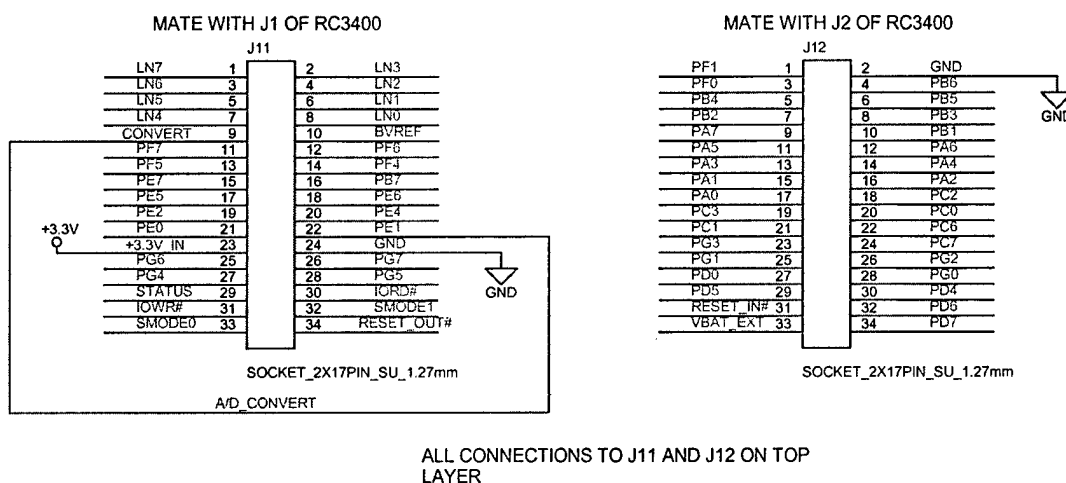 MATE WITH J1 OF RC3400
J11
LN7 1 2 LN3
LN6 3 4 LN2
LN5 5 6 LN1
LN4 7 8 LN0
CONVERT 9 10 BVREF
PF7 11 12 PF6
PF5 13 14 PF4
PE7 15 16 PB7
PE5 17 18 PE6
PE2 19 20 PE4
PE0 21 22 PE1
+3.3V
+3.3V_IN 23 24 GND
PG6 25 26 PG7
PG4 27 28 PG5
STATUS 29 30 IORD#
IOWR# 31 32 SMODE1
SMODE0 33 34 RESET_OUT#
GND
SOCKET_2X17PIN_SU_1.27mm
A/D_CONVERT
MATE WITH J2 OF RC3400
J12
PF1 1 2 GND
PF0 3 4 PB6
PB4 5 6 PB5
PB2 7 8 PB3
PA7 9 10 PB1
PA5 11 12 PA6
PA3 13 14 PA4
PA1 15 16 PA2
PA0 17 18 PC2
PC3 19 20 PC0
PC1 21 22 PC6
PG3 23 24 PC7
PG1 25 26 PG2
PD0 27 28 PG0
PD5 29 30 PD4
RESET_IN# 31 32 PD6
VBAT_EXT 33 34 PD7
GND
SOCKET_2X17PIN_SU_1.27mm
ALL CONNECTIONS TO J11 AND J12 ON TOP
LAYER